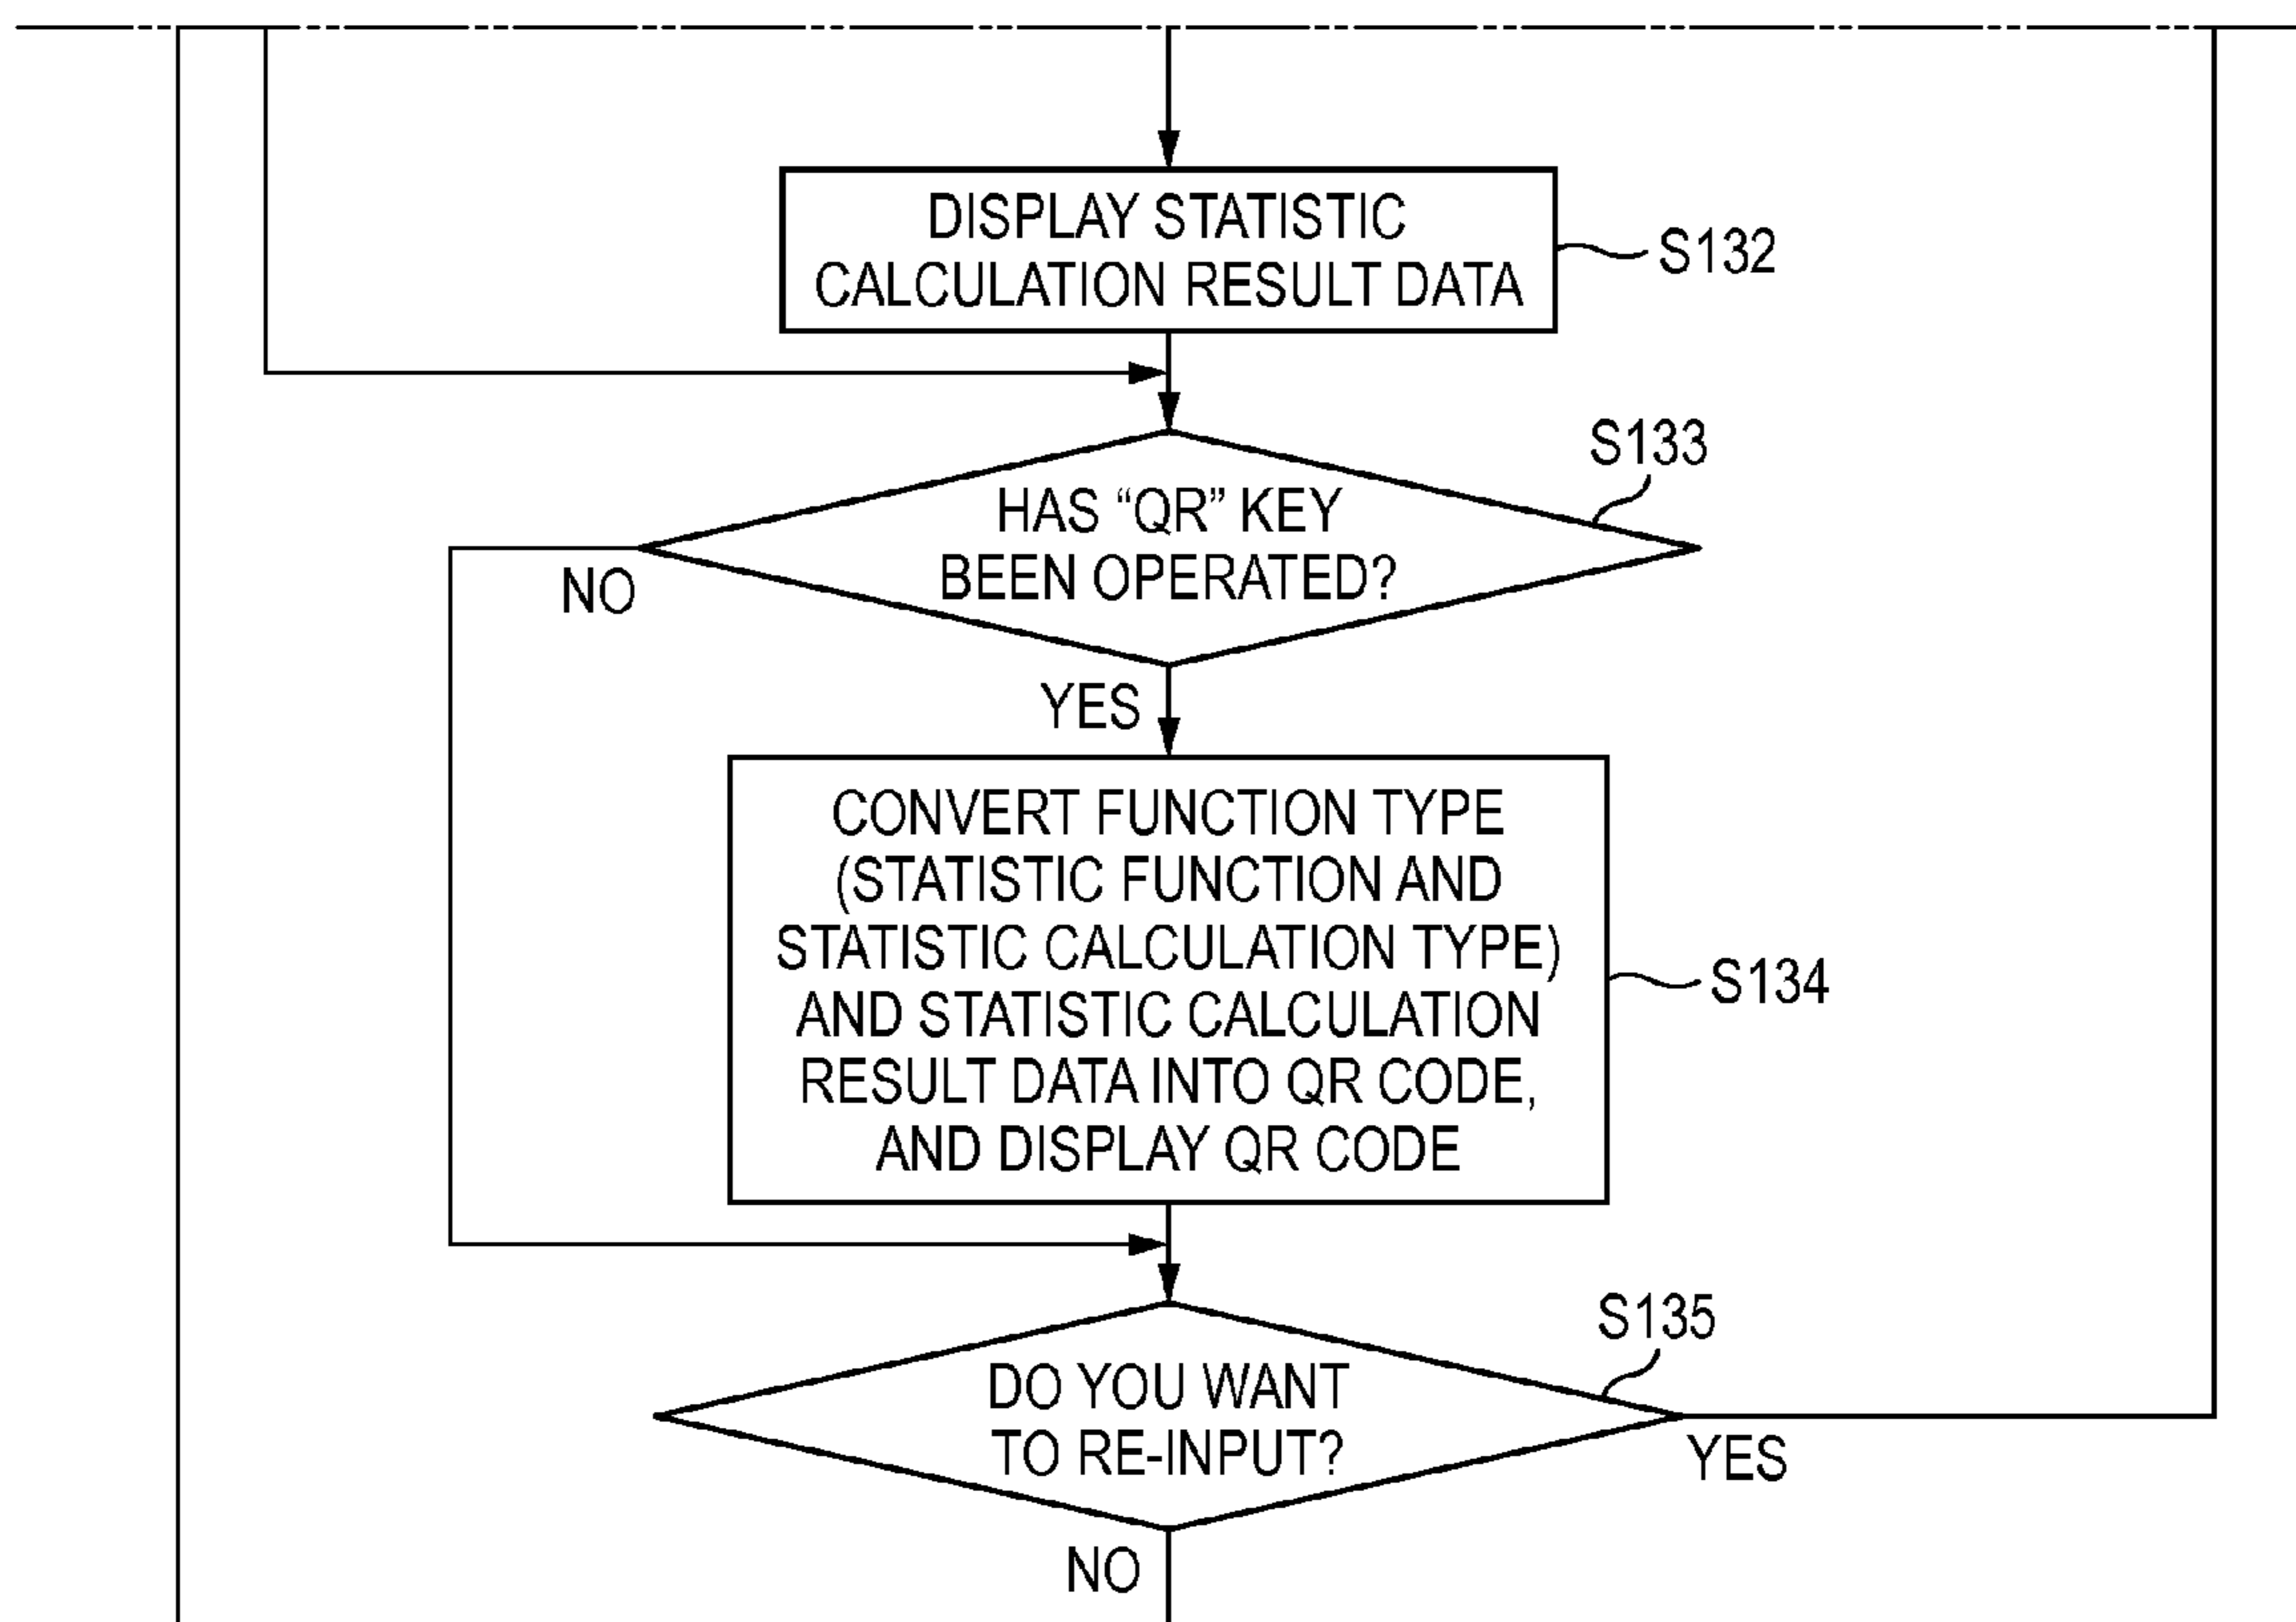 DISPLAY STATISTIC
CALCULATION RESULT DATA
S132
S133
HAS “QR” KEY
BEEN OPERATED?
NO
YES
CONVERT FUNCTION TYPE
(STATISTIC FUNCTION AND
STATISTIC CALCULATION TYPE)
AND STATISTIC CALCULATION
RESULT DATA INTO QR CODE,
AND DISPLAY QR CODE
S134
S135
DO YOU WANT
TO RE-INPUT?
YES
NO